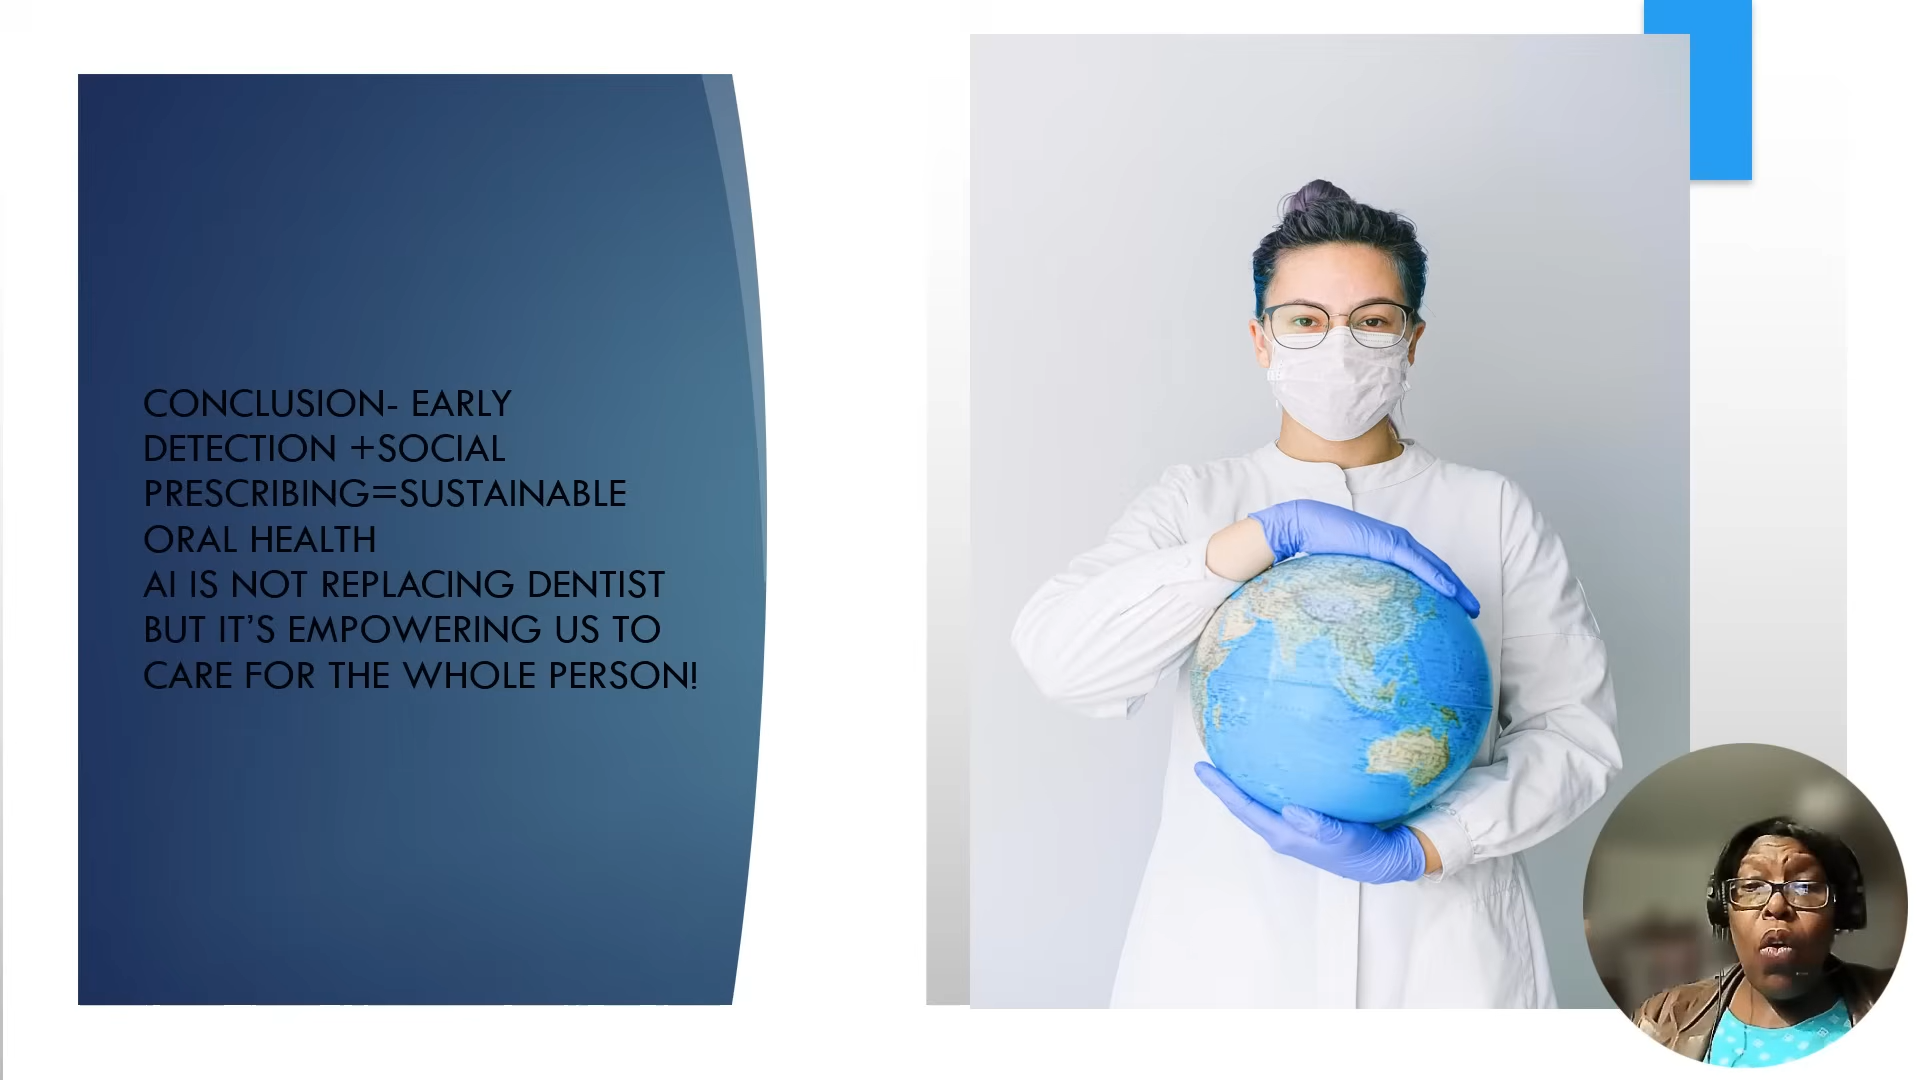 CONCLUSION- EARLY
DETECTION +SOCIAL
PRESCRIBING=SUSTAINABLE
ORAL HEALTH
AI IS NOT REPLACING DENTIST
BUT IT’S EMPOWERING US TO
CARE FOR THE WHOLE PERSON!